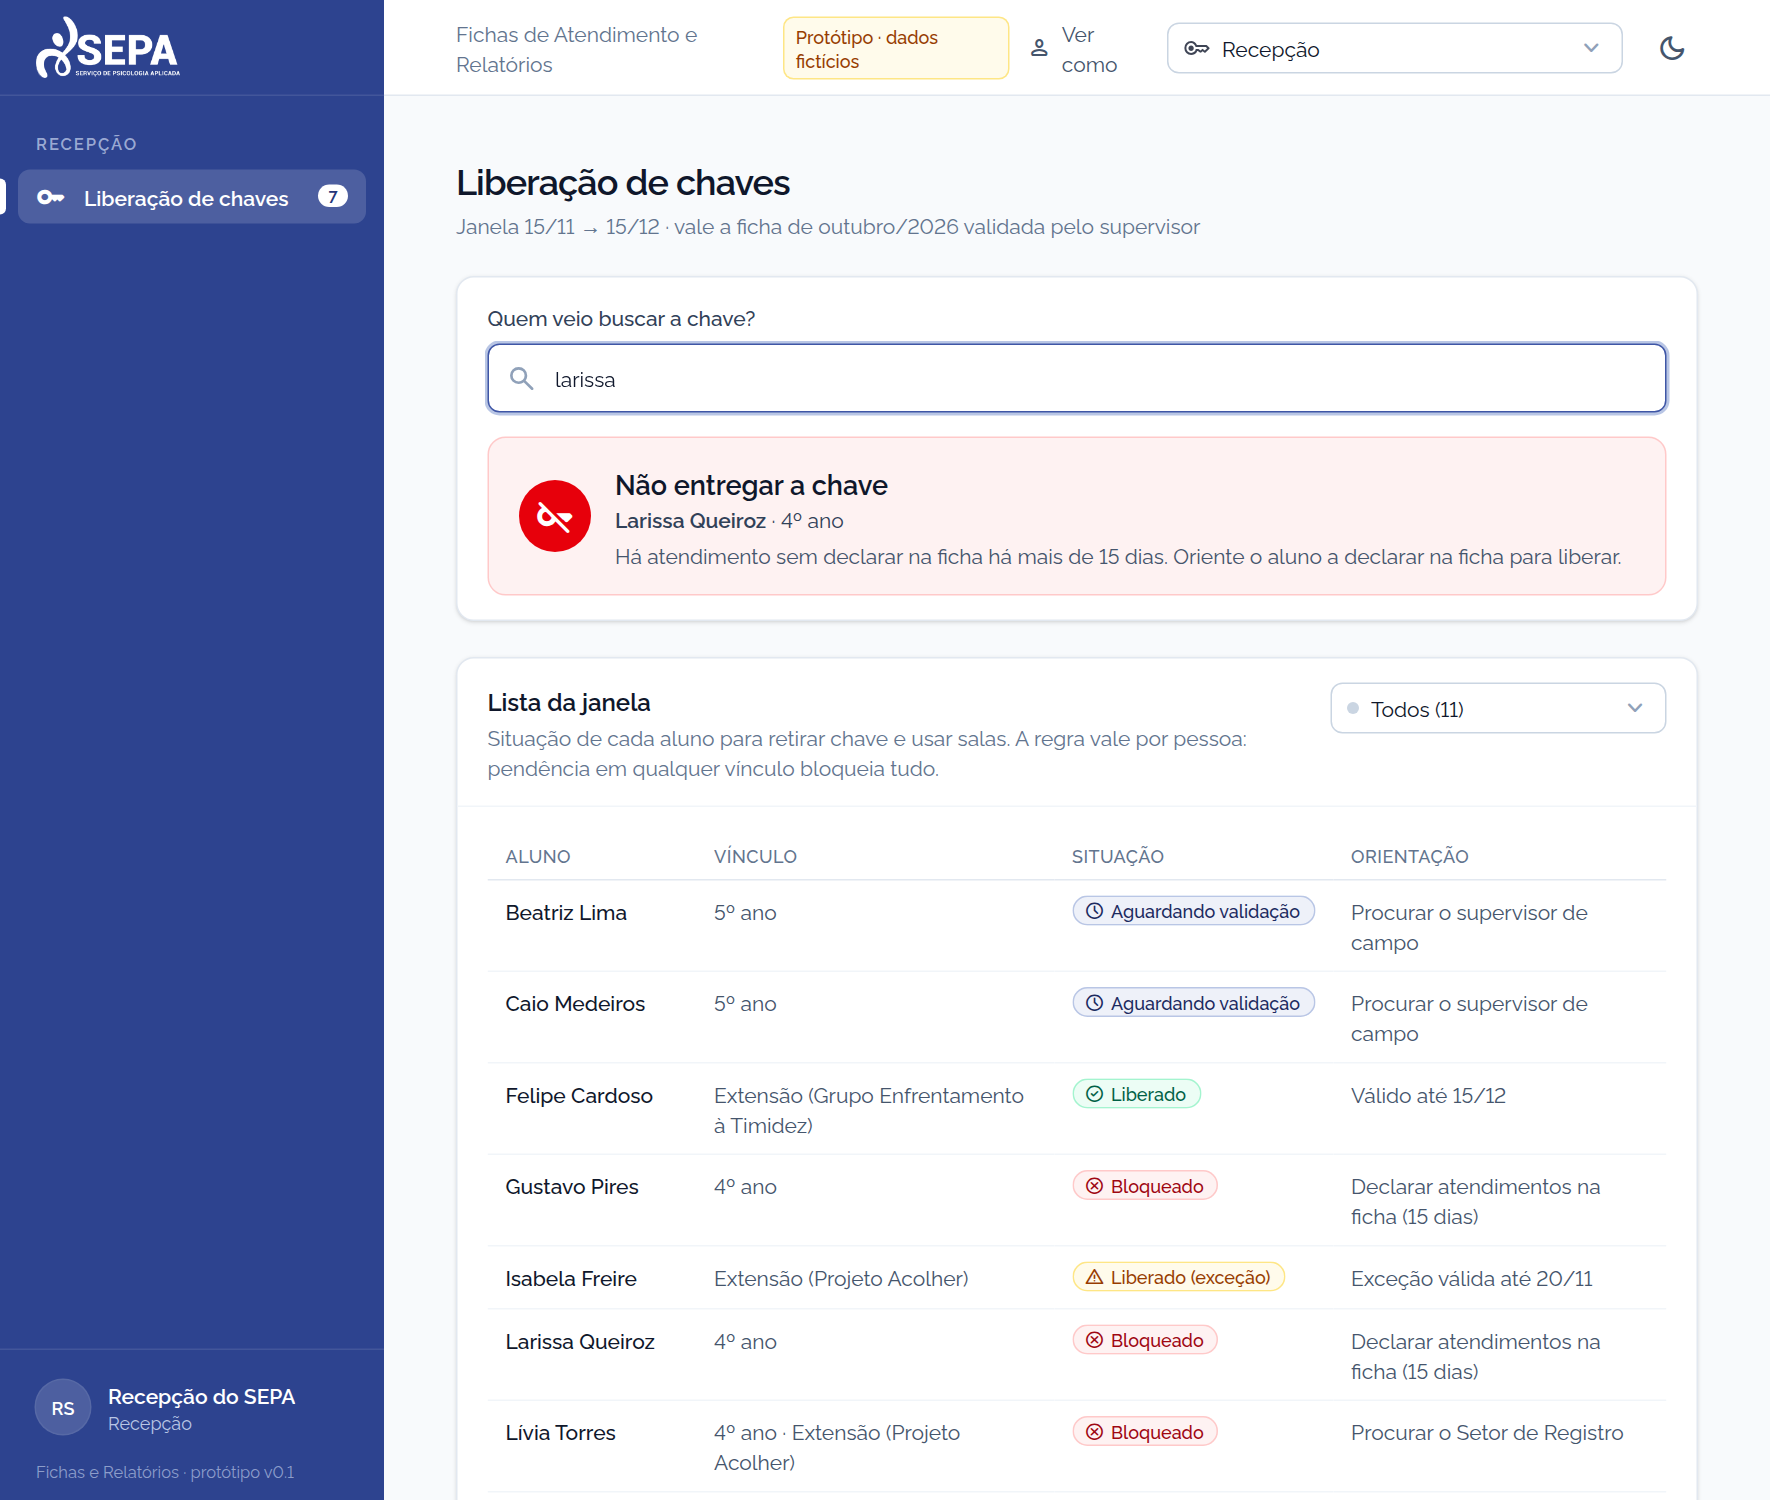 SEPA
SERVIÇO DE PSICOLOGIA APLICADA
RECEPÇÃO
Liberação de chaves 7
Recepção do SEPA
RS
Recepção
Fichas e Relatórios · protótipo v0.1
Fichas de Atendimento e
Relatórios
Protótipo · dados
fictícios
Ver
como
Recepção
Liberação de chaves
Janela 15/11 → 15/12 · vale a ficha de outubro/2026 validada pelo supervisor
Quem veio buscar a chave?
larissa
Não entregar a chave
Larissa Queiroz · 4º ano
Há atendimento sem declarar na ficha há mais de 15 dias. Oriente o aluno a declarar na ficha para liberar.
Lista da janela
Todos (11)
Situação de cada aluno para retirar chave e usar salas. A regra vale por pessoa:
pendência em qualquer vínculo bloqueia tudo.
ALUNO VÍNCULO SITUAÇÃO ORIENTAÇÃO
Beatriz Lima 5º ano Aguardando validação Procurar o supervisor de
campo
Caio Medeiros 5º ano Aguardando validação Procurar o supervisor de
campo
Felipe Cardoso Extensão (Grupo Enfrentamento Liberado Válido até 15/12
à Timidez)
Gustavo Pires 4º ano Bloqueado Declarar atendimentos na
ficha (15 dias)
Isabela Freire Extensão (Projeto Acolher) Liberado (exceção) Exceção válida até 20/11
Larissa Queiroz 4º ano Bloqueado Declarar atendimentos na
ficha (15 dias)
Lívia Torres 4º ano · Extensão (Projeto Bloqueado Procurar o Setor de Registro
Acolher)